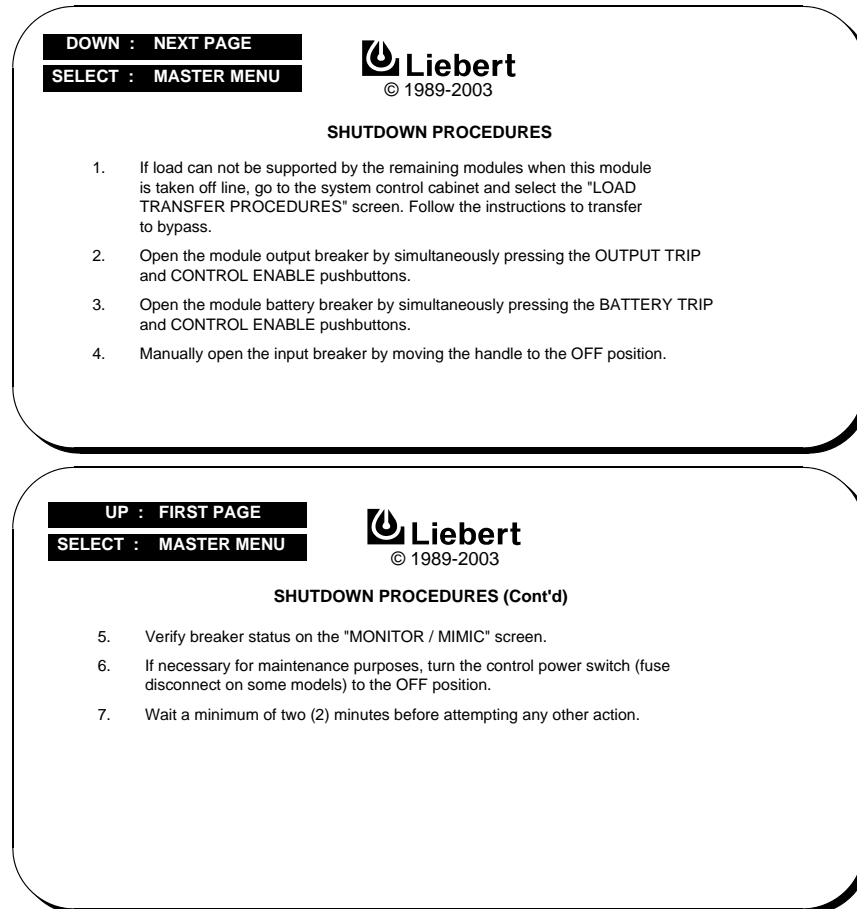 DOWN : NEXT PAGE
SELECT : MASTER MENU
Liebert
© 1989-2003
SHUTDOWN PROCEDURES
1. If load can not be supported by the remaining modules when this module
is taken off line, go to the system control cabinet and select the "LOAD
TRANSFER PROCEDURES" screen. Follow the instructions to transfer
to bypass.
2. Open the module output breaker by simultaneously pressing the OUTPUT TRIP
and CONTROL ENABLE pushbuttons.
3. Open the module battery breaker by simultaneously pressing the BATTERY TRIP
and CONTROL ENABLE pushbuttons.
4. Manually open the input breaker by moving the handle to the OFF position.
UP : FIRST PAGE
SELECT : MASTER MENU
Liebert
© 1989-2003
SHUTDOWN PROCEDURES (Cont'd)
5. Verify breaker status on the "MONITOR / MIMIC" screen.
6. If necessary for maintenance purposes, turn the control power switch (fuse
disconnect on some models) to the OFF position.
7. Wait a minimum of two (2) minutes before attempting any other action.